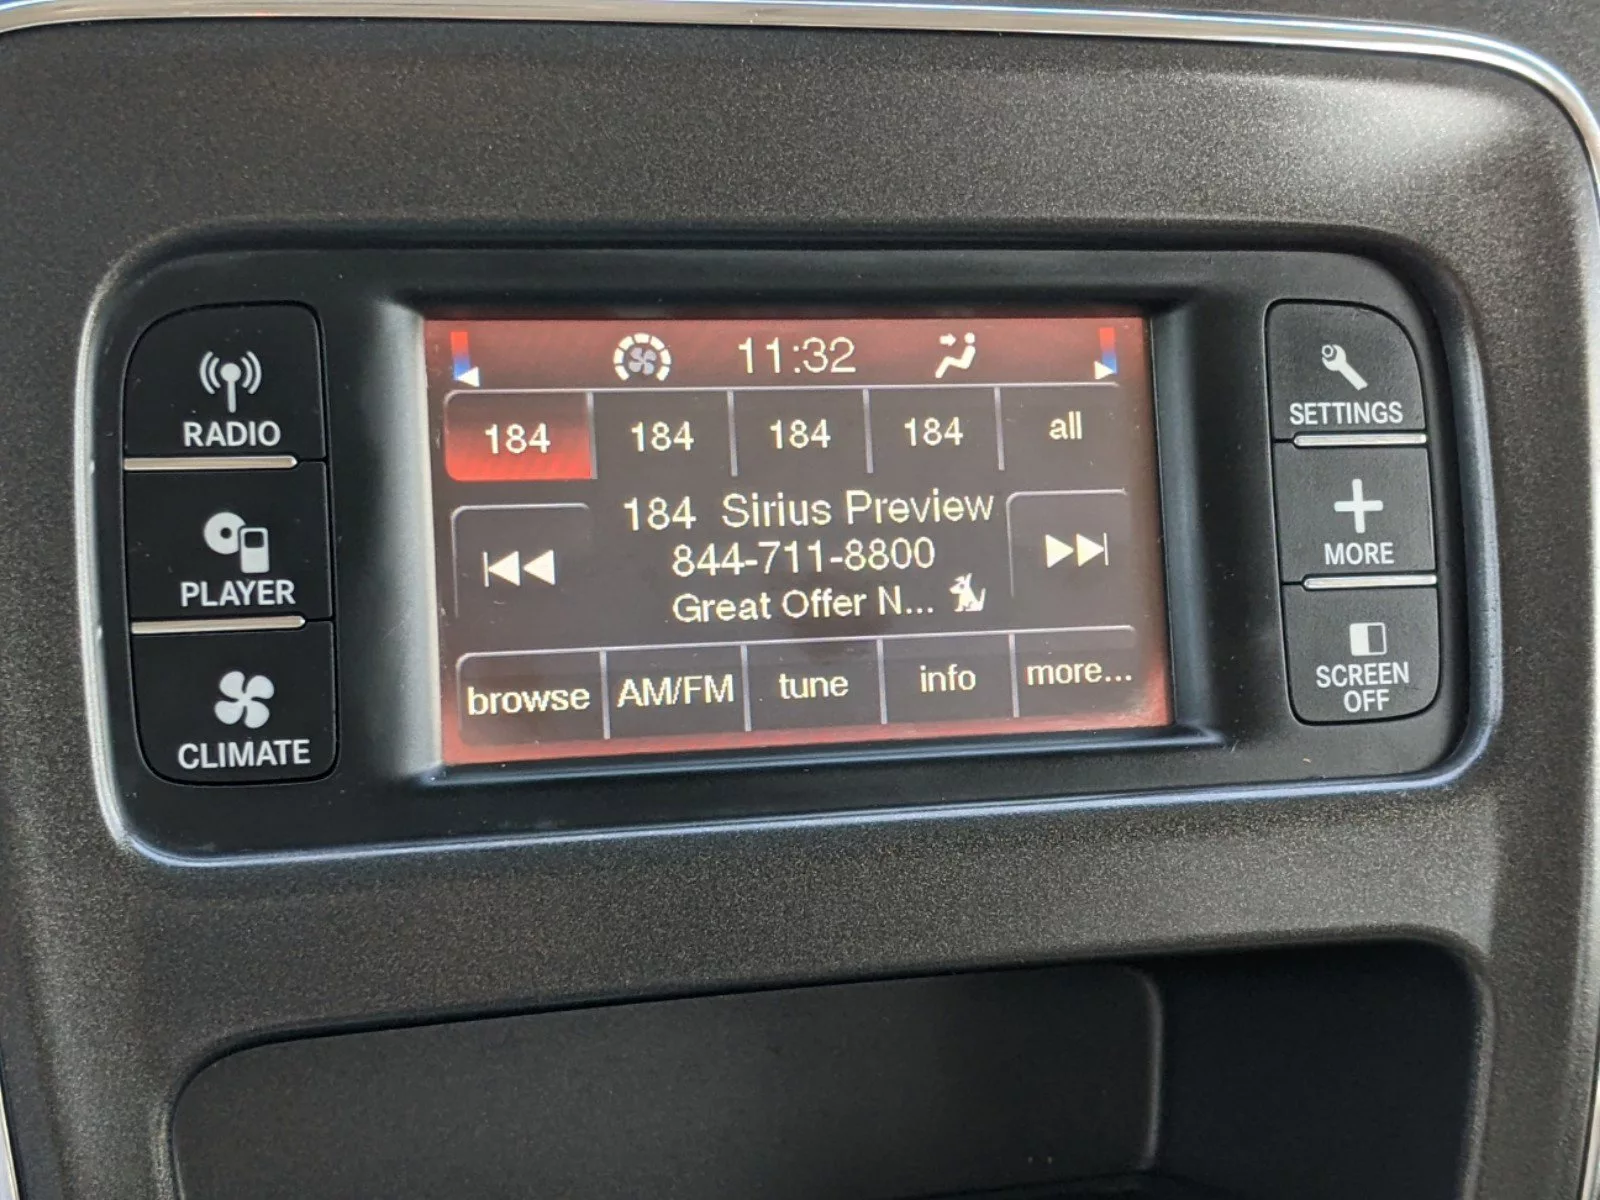 11:32
184 184 184 184 all
184 Sirius Preview
844-711-8800
Great Offer N...
browse AM/FM tune info more...
RADIO
PLAYER
CLIMATE
SETTINGS
MORE
SCREEN
OFF